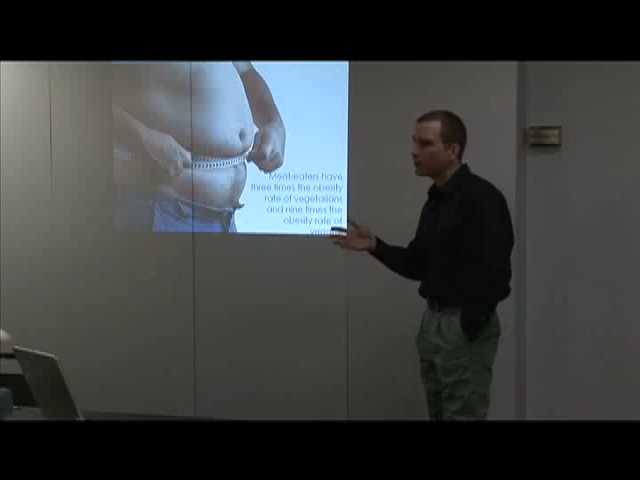 Meat-eaters have
three times the obesity
rate of vegetarians
and nine times the
obesity rate of